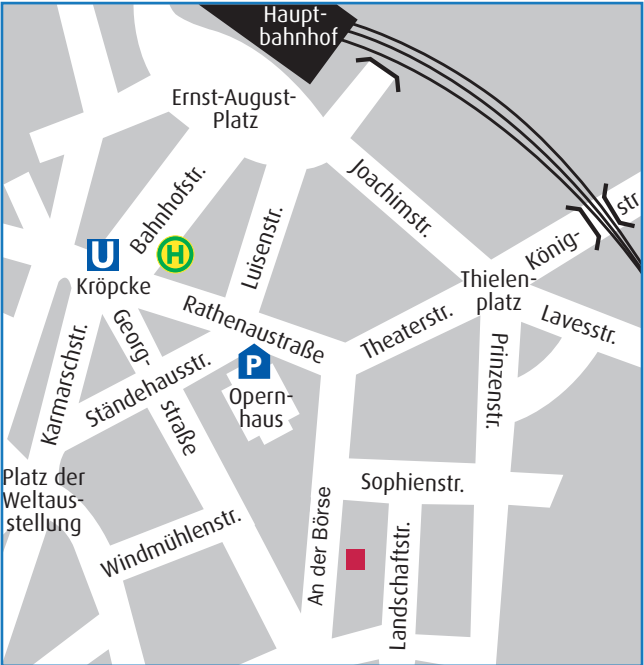 Haupt-
bahnhof
Ernst-August-
Platz
Joachimstr.
Bahnhofstr.
Luisenstr.
str
König-
U
H
Kröpcke
Thielen-
platz
Rathenaustraße
Theaterstr.
Lavesstr.
Georg-
straße
Karmarschstr.
Ständehausstr.
P
Opern-
haus
Prinzenstr.
Platz der
Weltaus-
stellung
Sophienstr.
Windmühlenstr.
An der Börse
Landschaftstr.